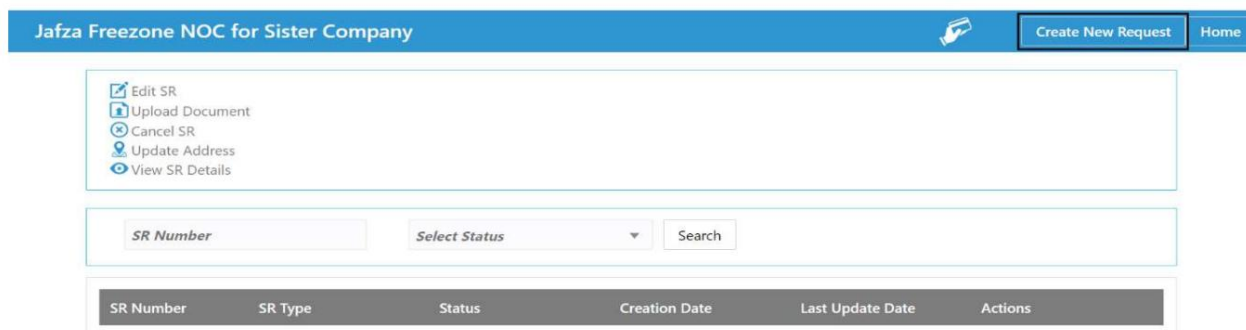 Jafza Freezone NOC for Sister Company Create New Request Home
Edit SR
Upload Document
Cancel SR
Update Address
View SR Details
SR Number Select Status Search
SR Number SR Type Status Creation Date Last Update Date Actions